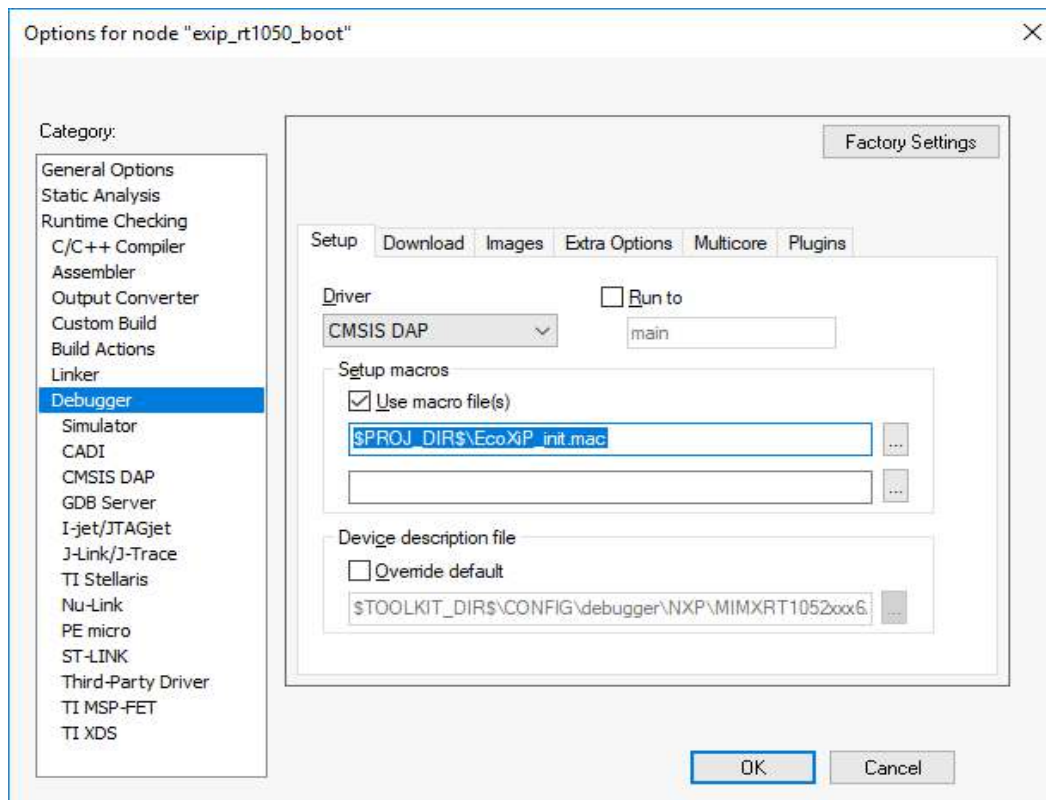 Options for node "exip_rt1050_boot"
Category:
General Options
Static Analysis
Runtime Checking
C/C++ Compiler
Assembler
Output Converter
Custom Build
Build Actions
Linker
Debugger
Simulator
CADI
CMSIS DAP
GDB Server
I-jet/JTAGjet
J-Link/J-Trace
TI Stellaris
Nu-Link
PE micro
ST-LINK
Third-Party Driver
TI MSP-FET
TI XDS
Factory Settings
Setup Download Images Extra Options Multicore Plugins
Driver Run to
CMSIS DAP main
Setup macros
Use macro file(s)
$PROJ_DIR$\EcoXiP_init.mac ...
...
Device description file
Override default
$TOOLKIT_DIR$\CONFIG\debugger\NXP\MIMXRT1052xxx6. ...
OK Cancel